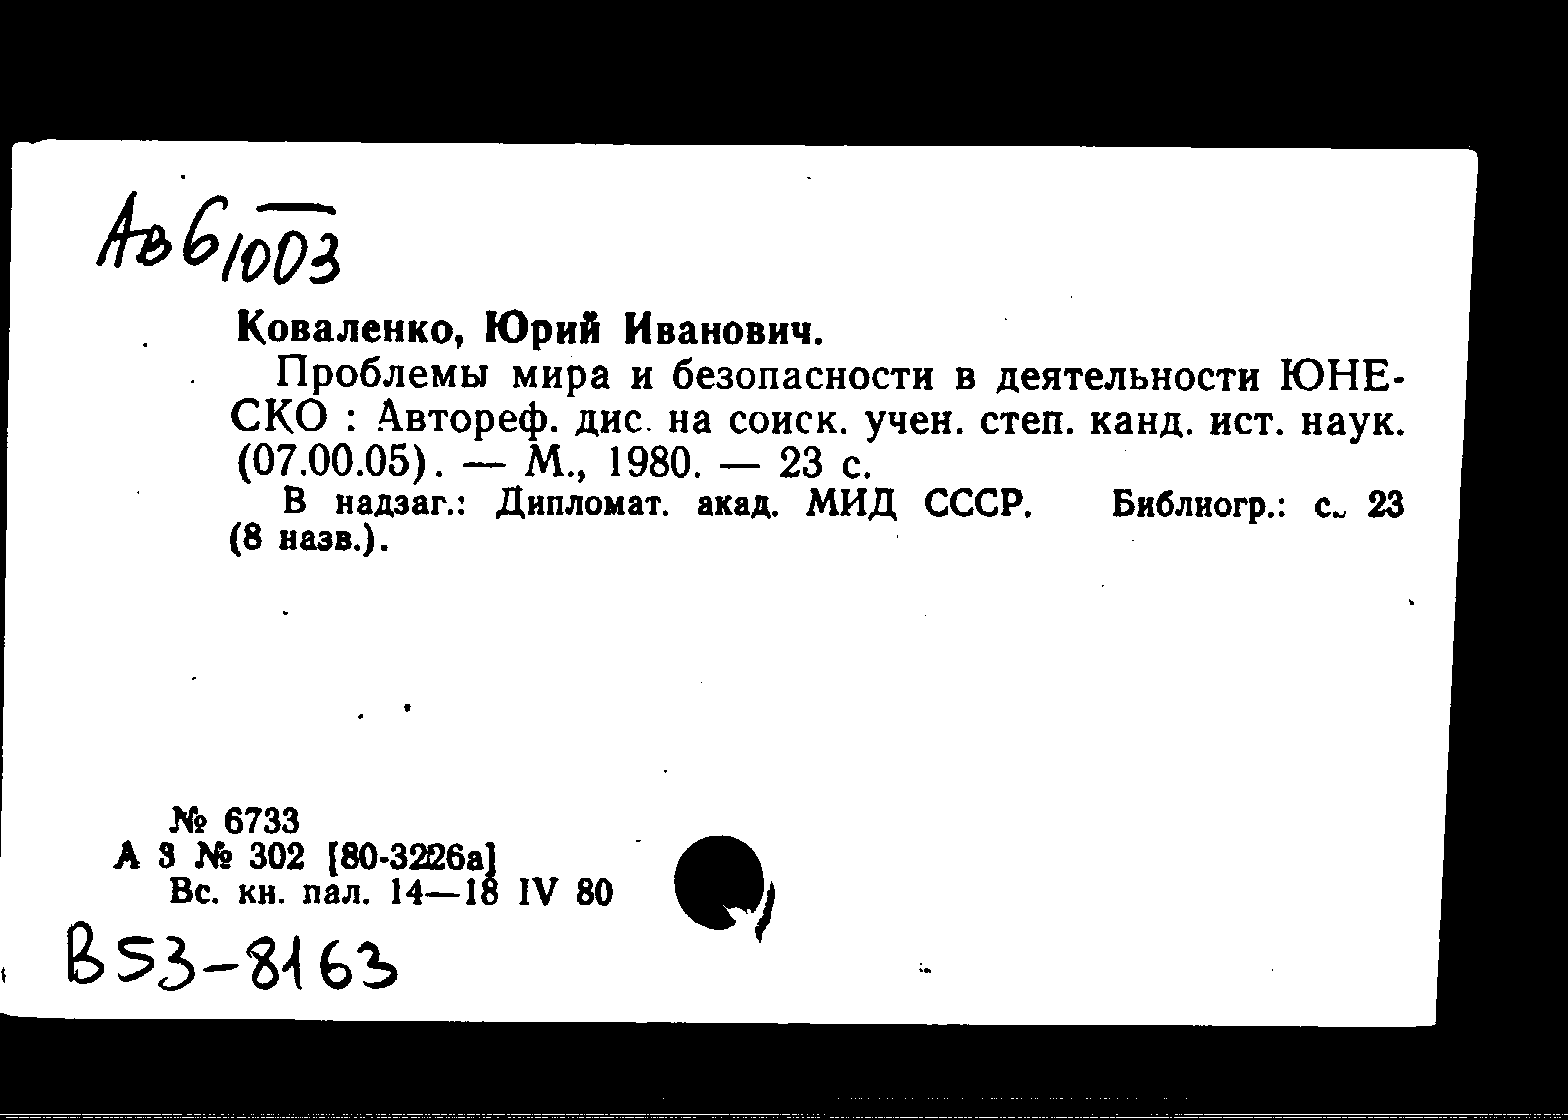 Ав6 1003
Коваленко, Юрий Иванович.
Проблемы мира и безопасности в деятельности ЮНЕ-
СКО : Автореф. дис. на соиск. учен. степ. канд. ист. наук.
(07.00.05). — М., 1980. — 23 с.
В надзаг.: Дипломат. акад. МИД СССР. Библиогр.: с. 23
(8 назв.).
№ 6733
А З № 302 [80-3226а]
Вс. кн. пал. 14—18 IV 80
В 53-8163